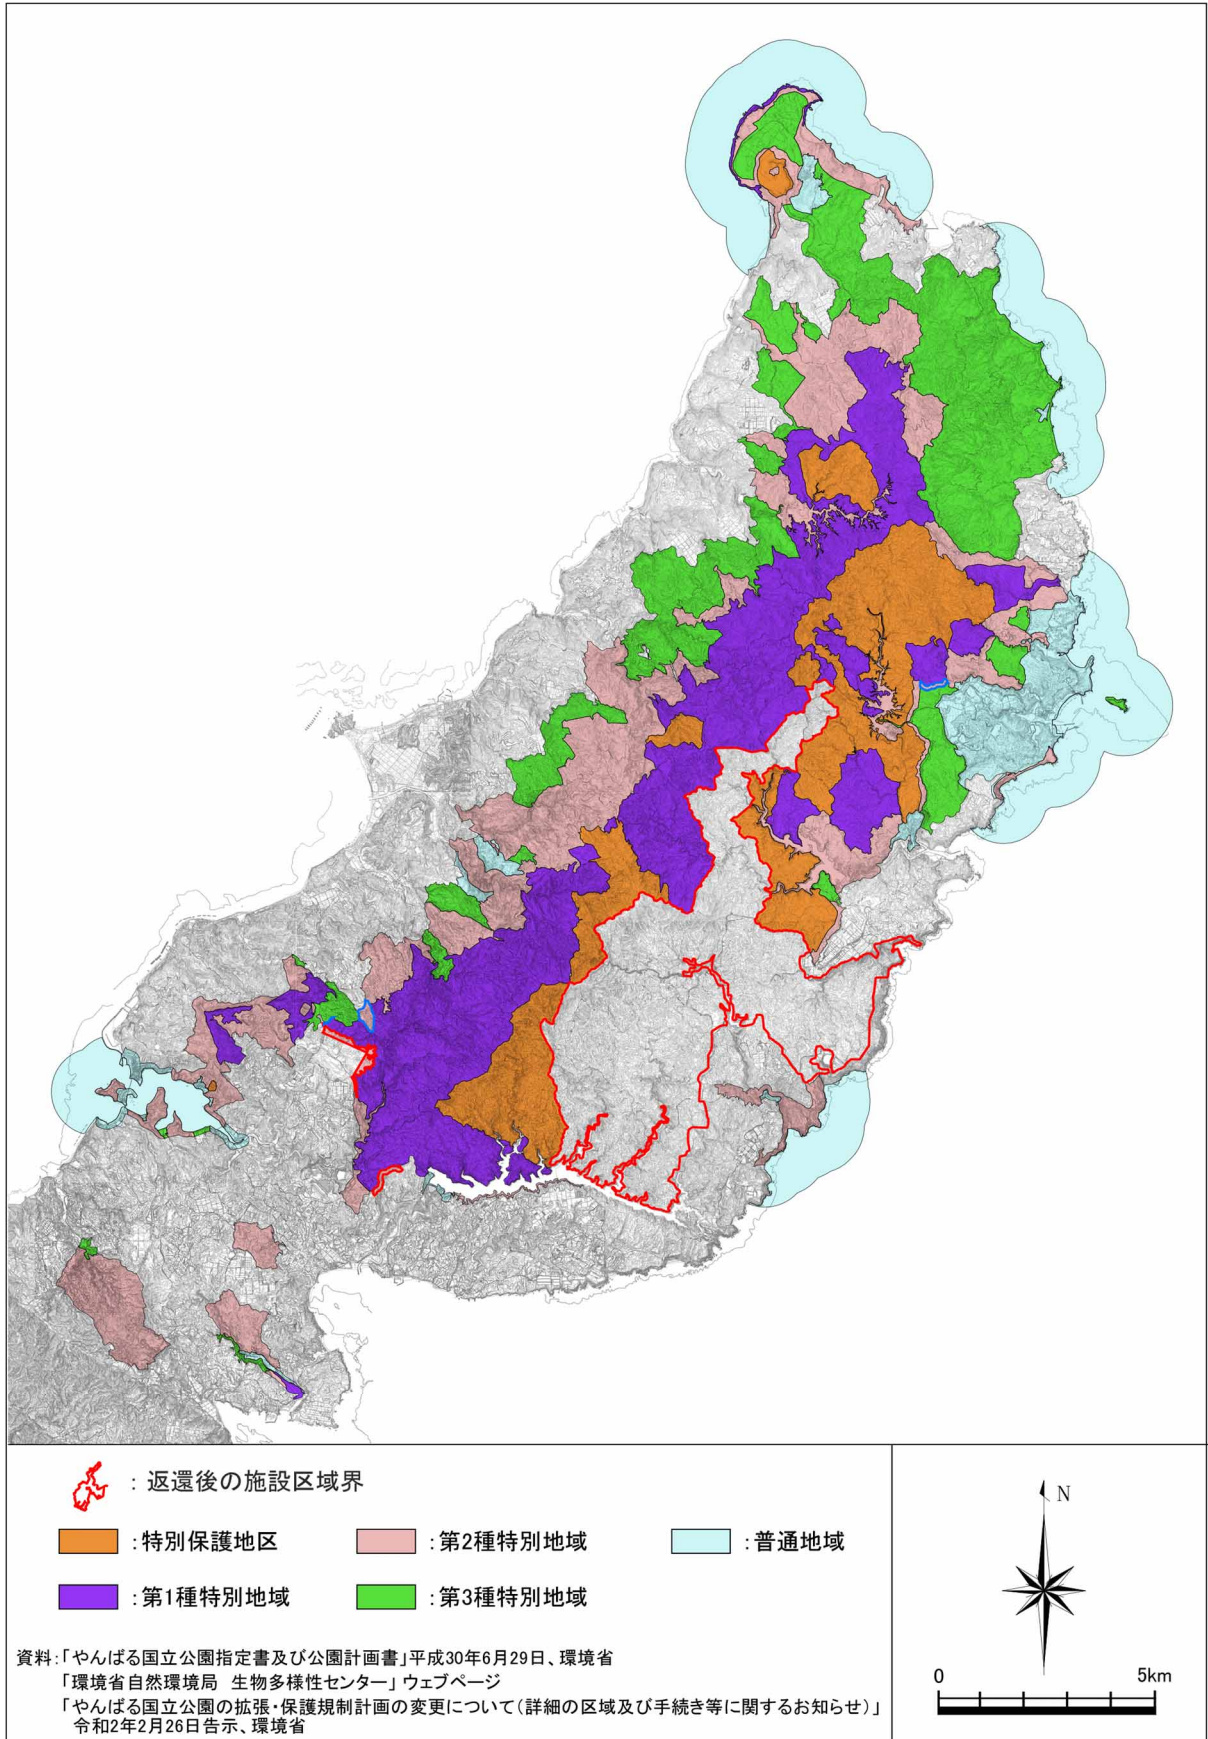 ：返還後の施設区域界
：特別保護地区
：第2種特別地域
：普通地域
：第1種特別地域
：第3種特別地域
資料：「やんばる国立公園指定書及び公園計画書」平成30年6月29日、環境省
「環境省自然環境局　生物多様性センター」ウェブページ
「やんばる国立公園の拡張・保護規制計画の変更について（詳細の区域及び手続き等に関するお知らせ）」
令和2年2月26日告示、環境省
N
0 5km